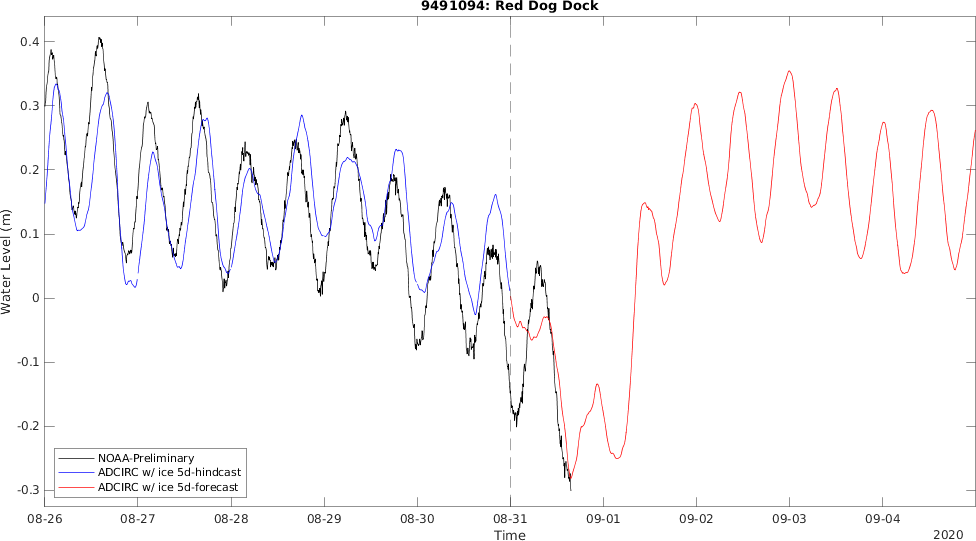 9491094: Red Dog Dock
0.4
0.3
0.2
0.1
0
-0.1
-0.2
-0.3
Water Level (m)
NOAA-Preliminary
ADCIRC w/ ice 5d-hindcast
ADCIRC w/ ice 5d-forecast
08-26 08-27 08-28 08-29 08-30 08-31 09-01 09-02 09-03 09-04
Time
2020